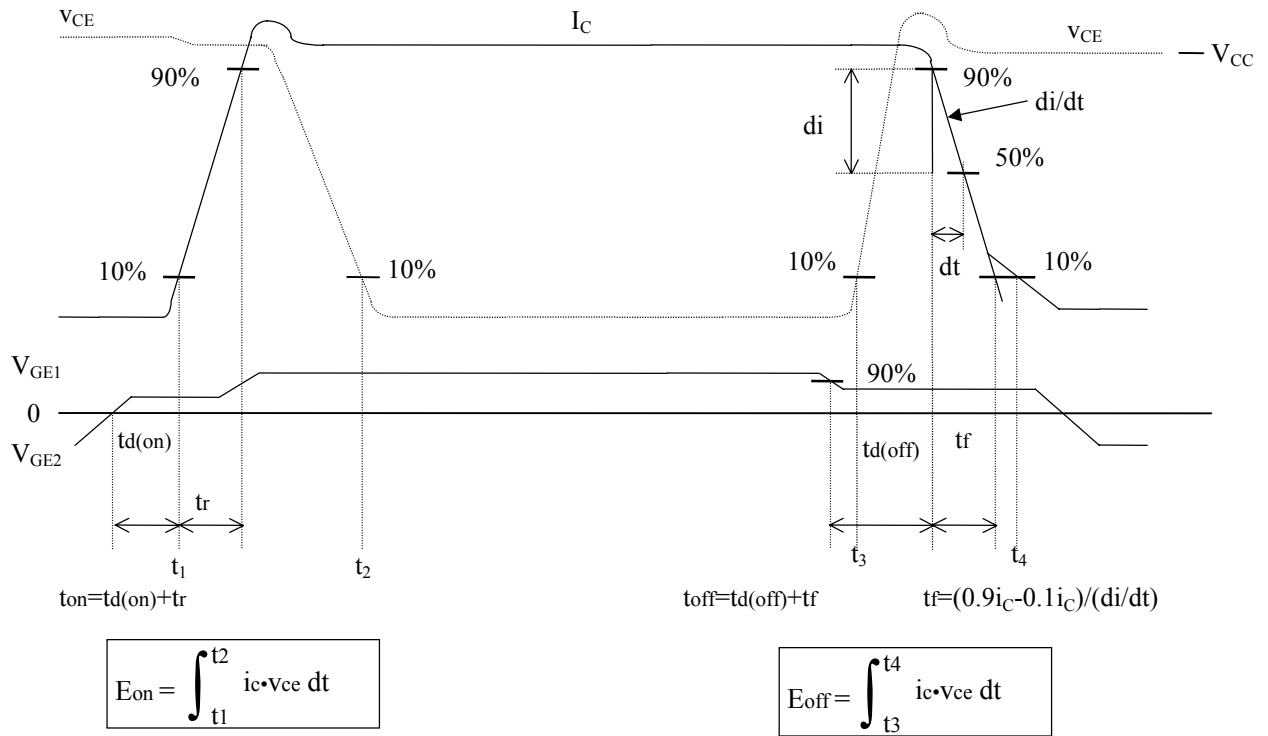 vCE IC vCE
VCC
90% 90%
di/dt
di
50%
10% 10% 10% dt 10%
VGE1
90%
0
td(on) td(off) tf
VGE2
tr
t1 t2 t3 t4
ton=td(on)+tr toff=td(off)+tf tf=(0.9iC-0.1iC)/(di/dt)
Eon = ∫t1t2 ic•vce dt Eoff = ∫t3t4 ic•vce dt